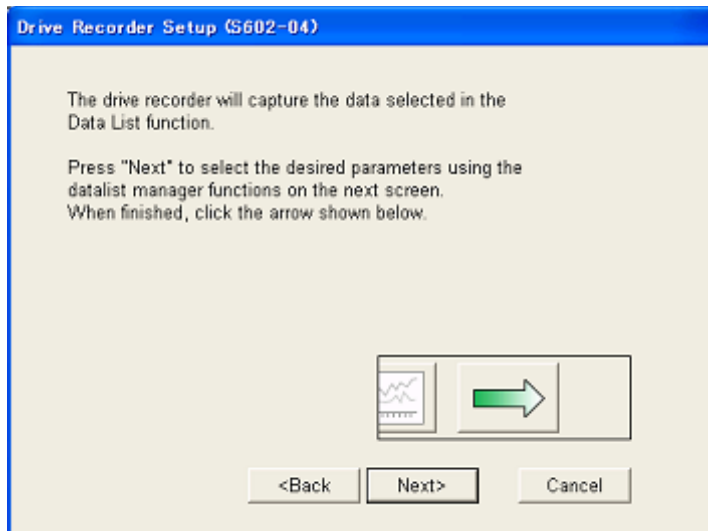 Drive Recorder Setup (S602-04)
The drive recorder will capture the data selected in the
Data List function.
Press "Next" to select the desired parameters using the
datalist manager functions on the next screen.
When finished, click the arrow shown below.
<Back Next> Cancel